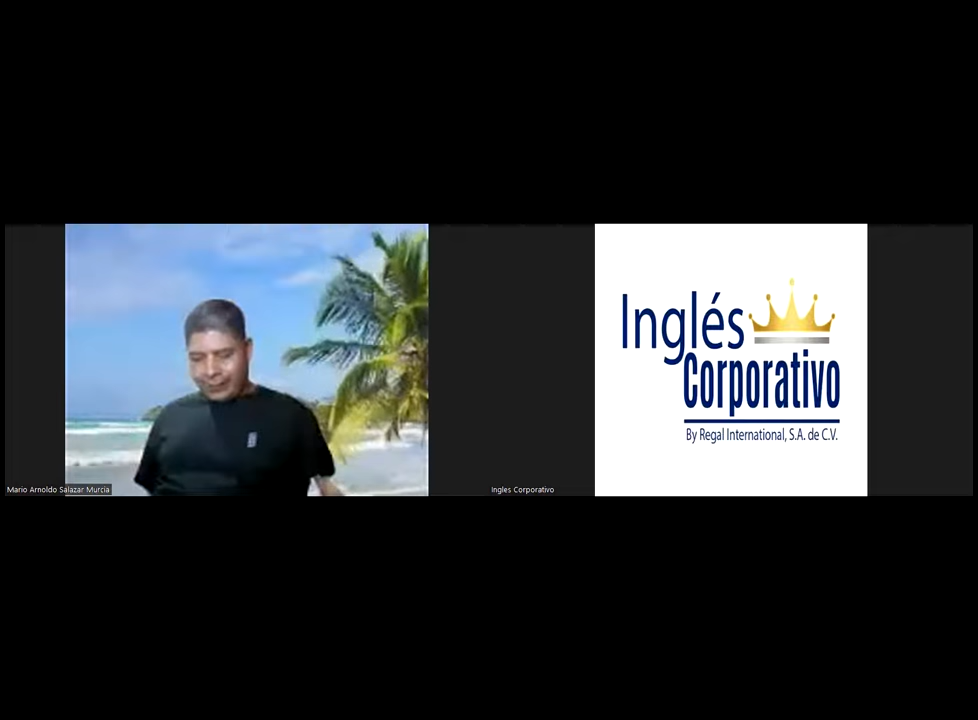 Inglés
Corporativo
By Regal International, S.A. de C.V.
Mario Arnoldo Salazar Murcia
Ingles Corporativo